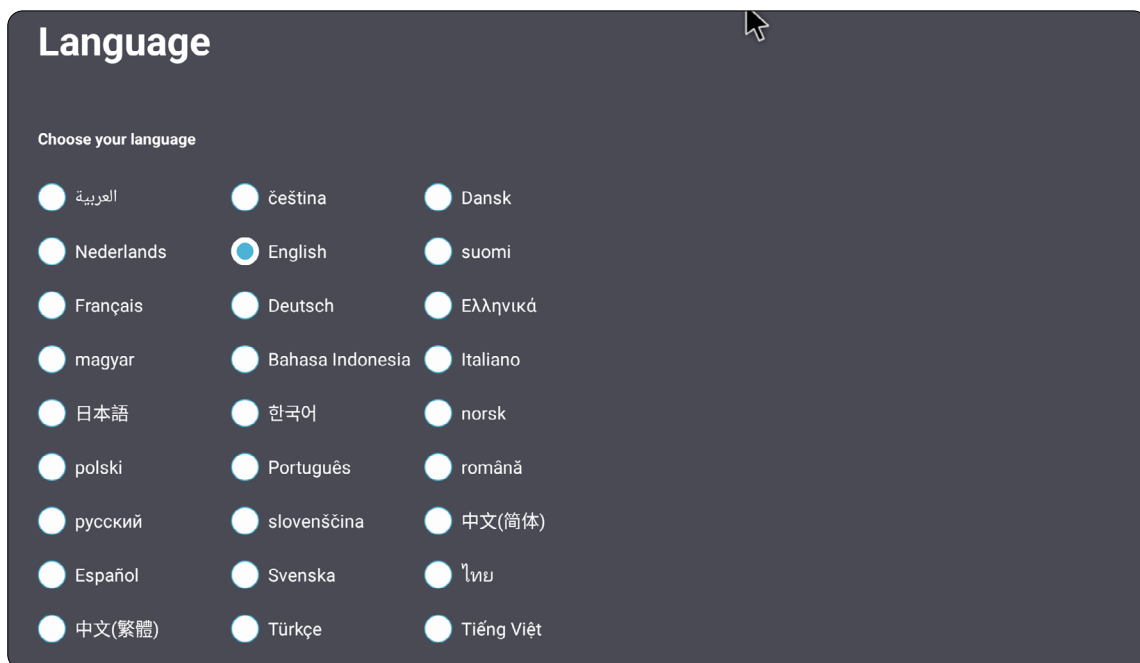 Language
Choose your language
العربية čeština Dansk
Nederlands English suomi
Français Deutsch Ελληνικά
magyar Bahasa Indonesia Italiano
日本語 한국어 norsk
polski Português română
русский slovenščina 中文(简体)
Español Svenska ไทย
中文(繁體) Türkçe Tiếng Việt